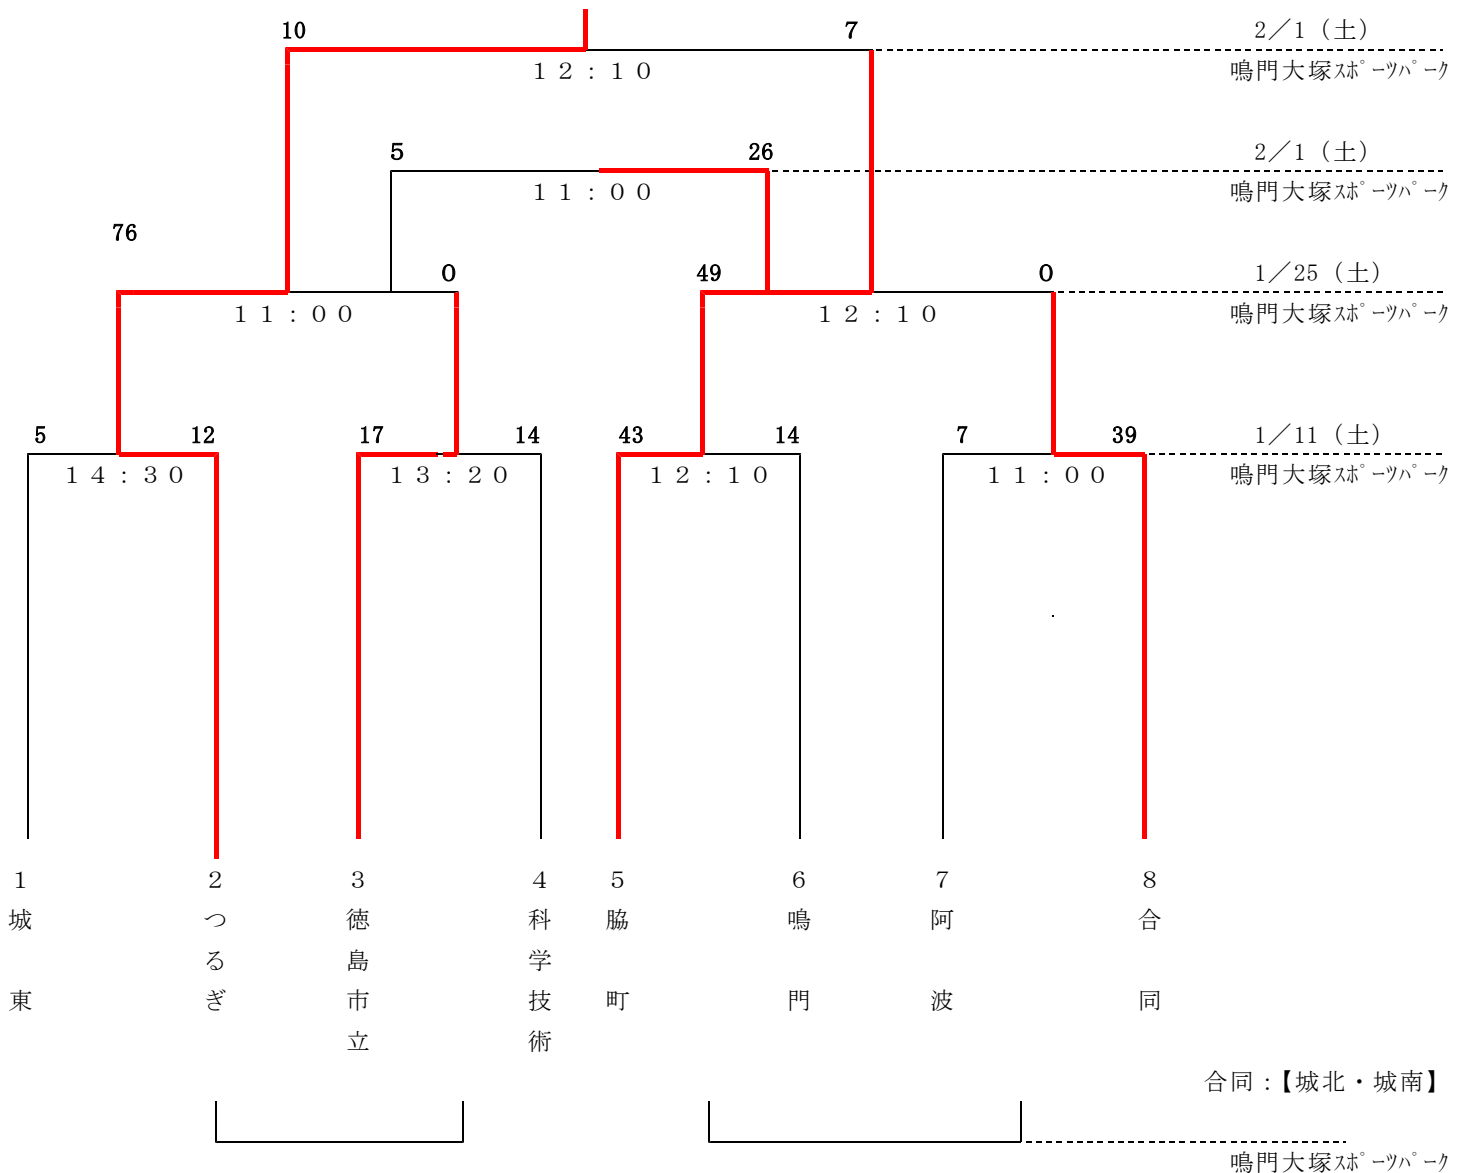 10 7 2／1（土）
12：10 鳴門大塚ｽﾎﾟｰﾂﾊﾟｰｸ
5 26 2／1（土）
11：00 鳴門大塚ｽﾎﾟｰﾂﾊﾟｰｸ
76
0 49 0 1／25（土）
11：00 12：10 鳴門大塚ｽﾎﾟｰﾂﾊﾟｰｸ
5 12 17 14 43 14 7 39 1／11（土）
14：30 13：20 12：10 11：00 鳴門大塚ｽﾎﾟｰﾂﾊﾟｰｸ
1 2 3 4 5 6 7 8
城東
つるぎ
徳島市立
科学技術
脇町
鳴門
阿波
合同
合同：【城北・城南】
鳴門大塚ｽﾎﾟｰﾂﾊﾟｰｸ